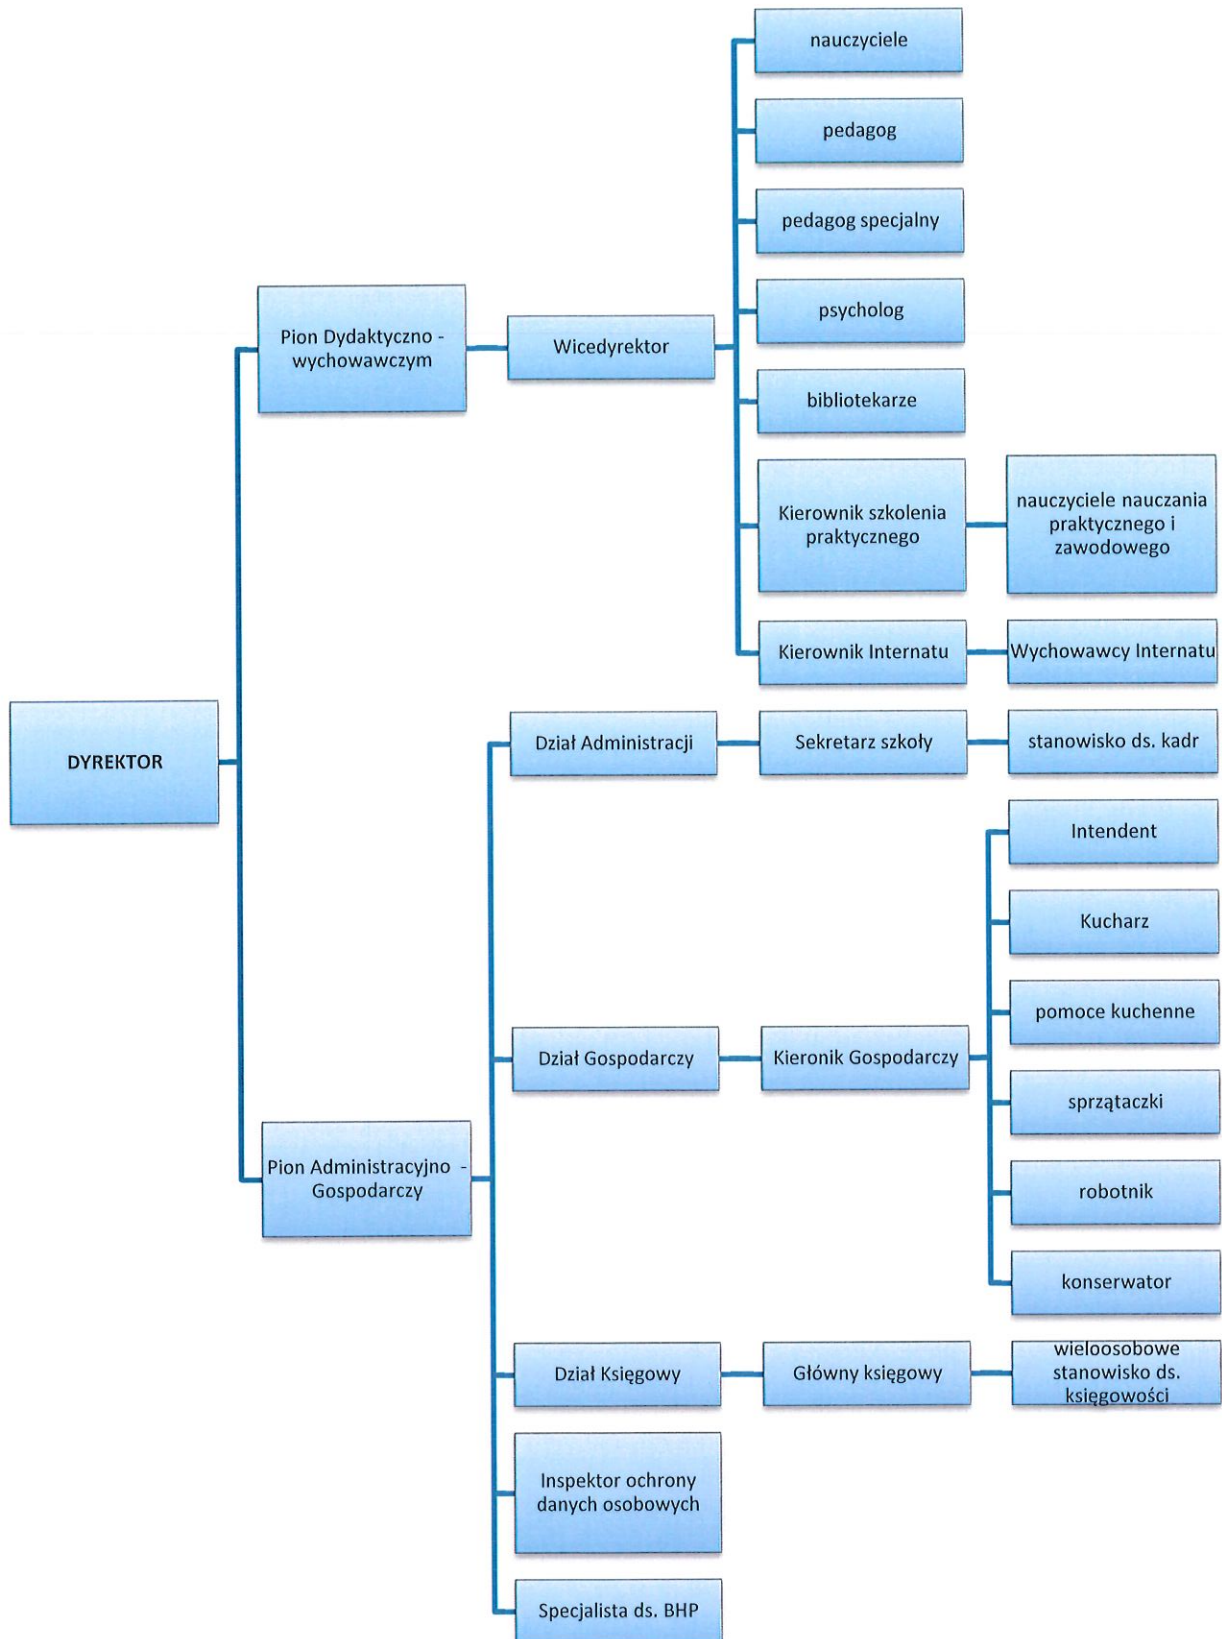 nauczyciele
pedagog
pedagog specjalny
psycholog
bibliotekarze
Pion Dydaktyczno -
wychowawczym
Wicedyrektor
Kierownik szkolenia
praktycznego
nauczyciele nauczania
praktycznego i
zawodowego
Kierownik Internatu
Wychowawcy Internatu
DYREKTOR
Dział Administracji
Sekretarz szkoły
stanowisko ds. kadr
Intendent
Kucharz
pomoce kuchenne
Dział Gospodarczy
Kieronik Gospodarczy
sprzątaczki
robotnik
konserwator
Pion Administracyjno -
Gospodarczy
Dział Księgowy
Główny księgowy
wieloosobowe
stanowisko ds.
księgowości
Inspektor ochrony
danych osobowych
Specjalista ds. BHP